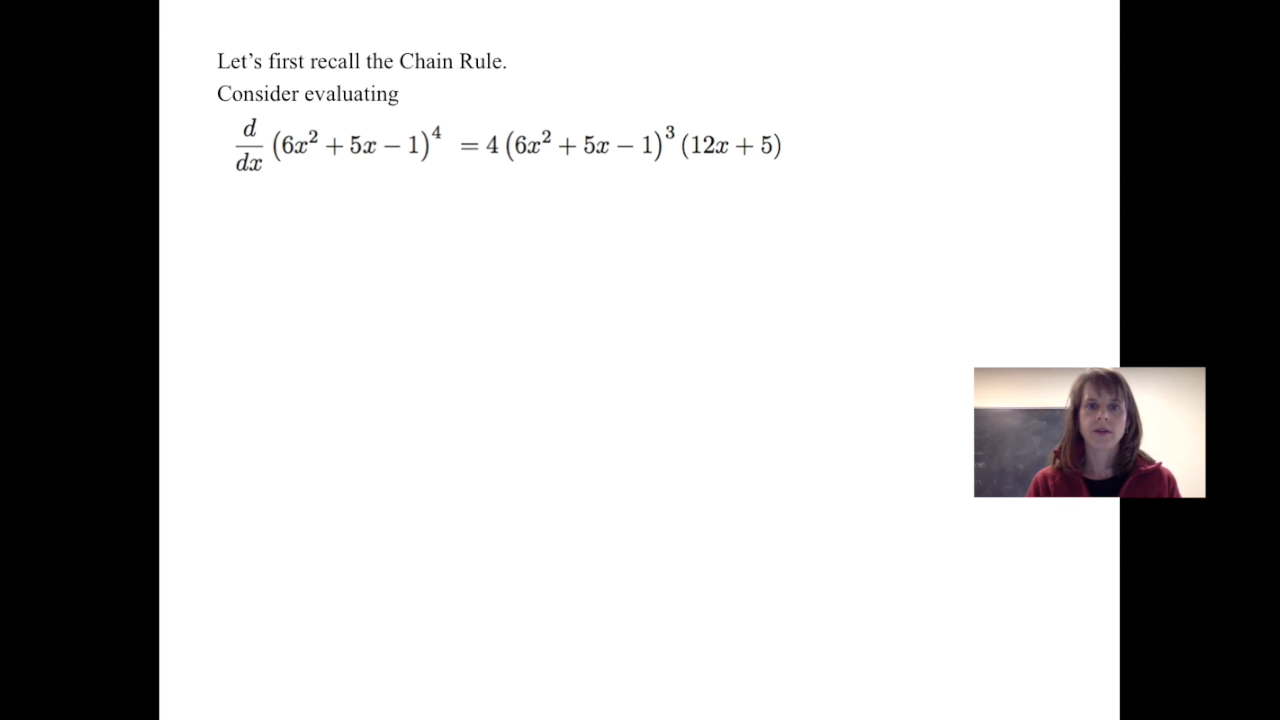 Let’s first recall the Chain Rule.
Consider evaluating
d/dx (6x² + 5x − 1)⁴ = 4 (6x² + 5x − 1)³ (12x + 5)